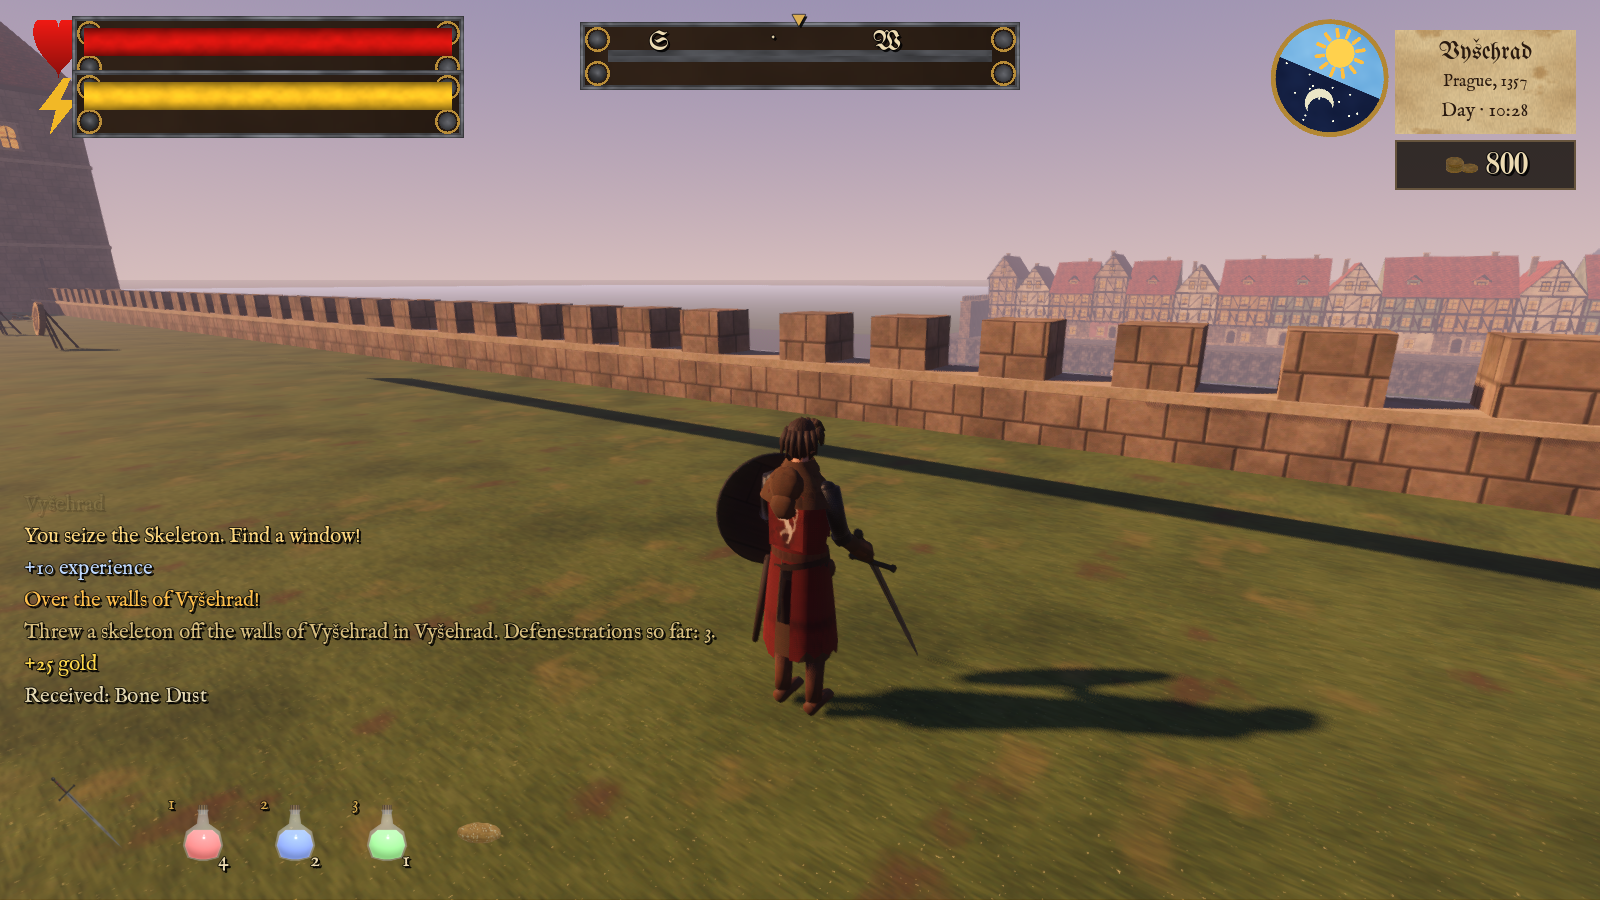 S · W
Vyšehrad
Prague, 1357
Day · 10:28
800
Vyšehrad
You seize the Skeleton. Find a window!
+10 experience
Over the walls of Vyšehrad!
Threw a skeleton off the walls of Vyšehrad in Vyšehrad. Defenestrations so far: 3.
+25 gold
Received: Bone Dust
1 2 3
4 2 1